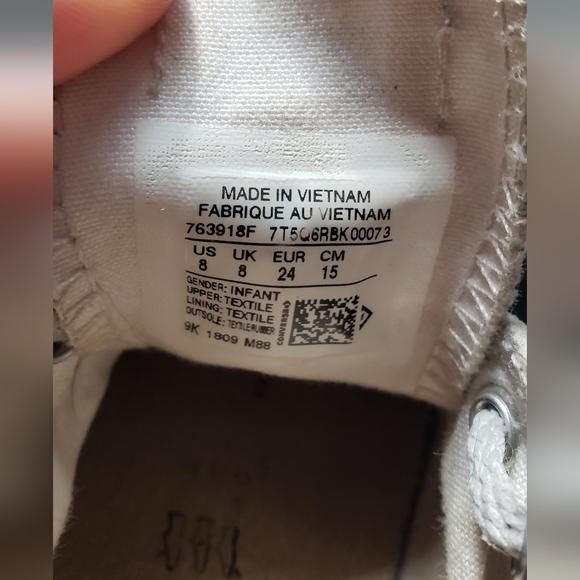 MADE IN VIETNAM
FABRIQUE AU VIETNAM
763918F 7T5Q6RBK00073
US UK EUR CM
8 8 24 15
GENDER: INFANT
UPPER: TEXTILE
LINING: TEXTILE
OUTSOLE: TEXTILE-RUBBER
9K 1809 M88
CONVERSE